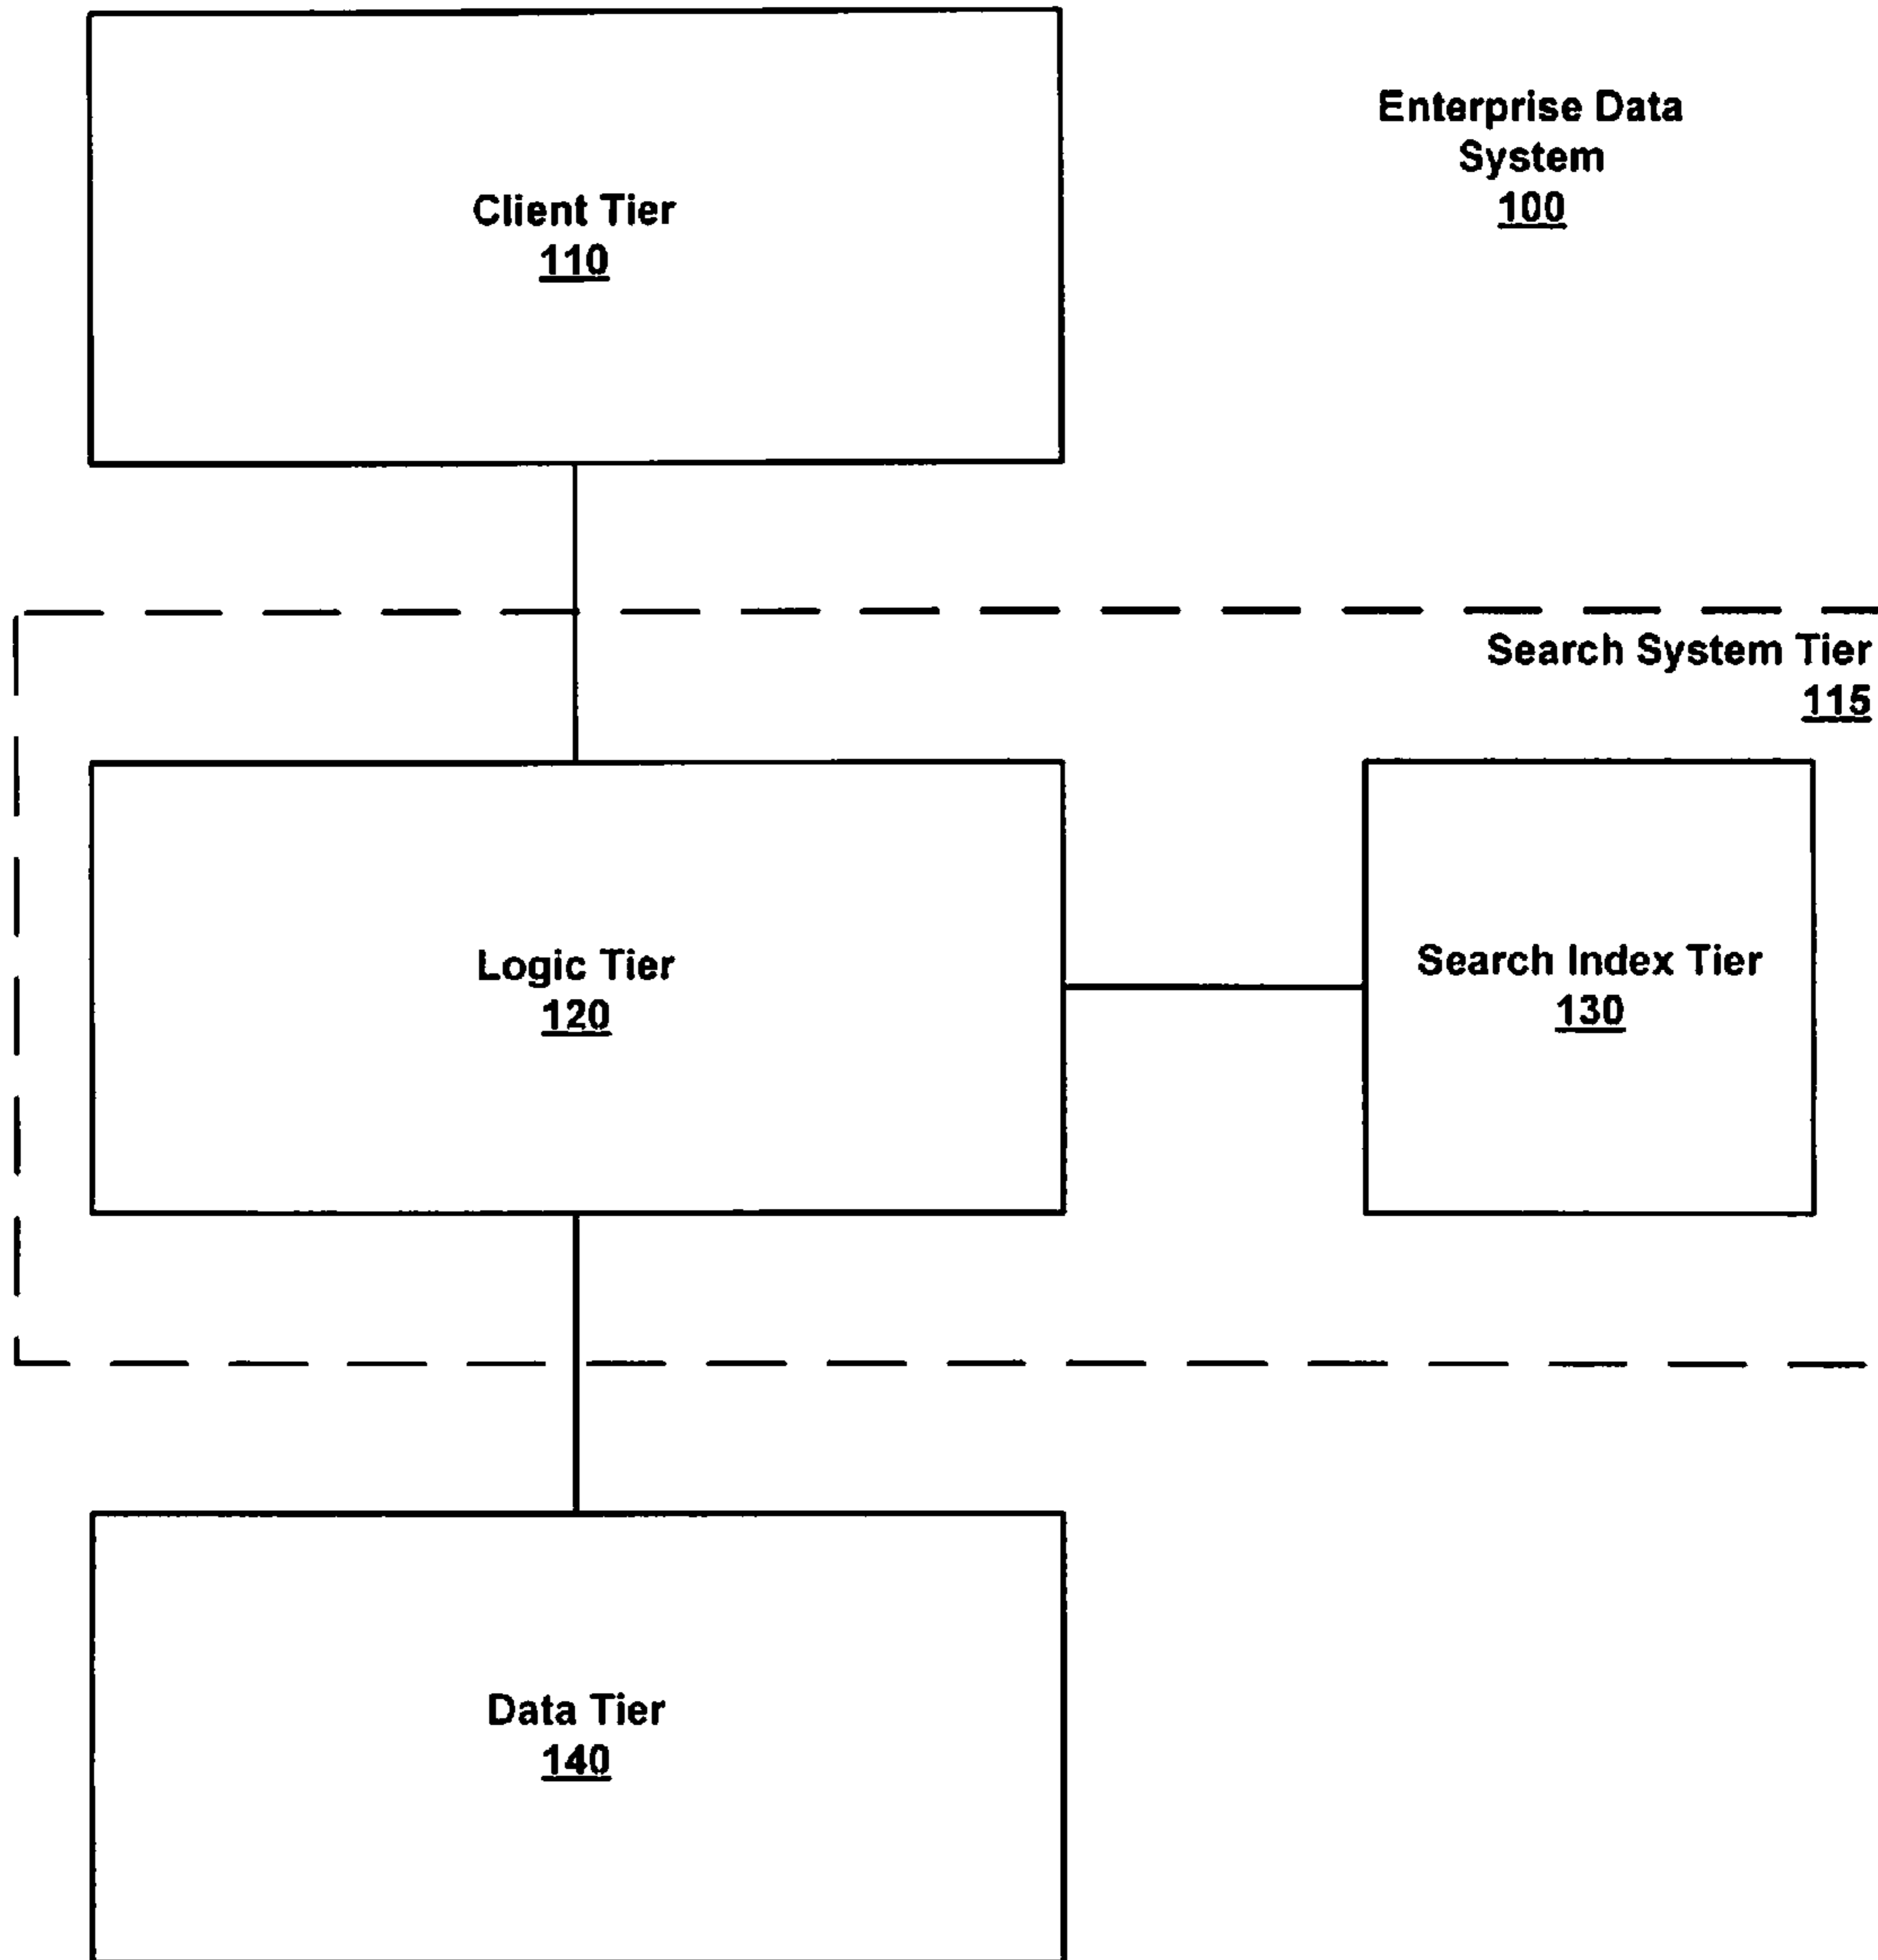 Client Tier
110
Enterprise Data
System
100
Search System Tier
115
Logic Tier
120
Search Index Tier
130
Data Tier
140